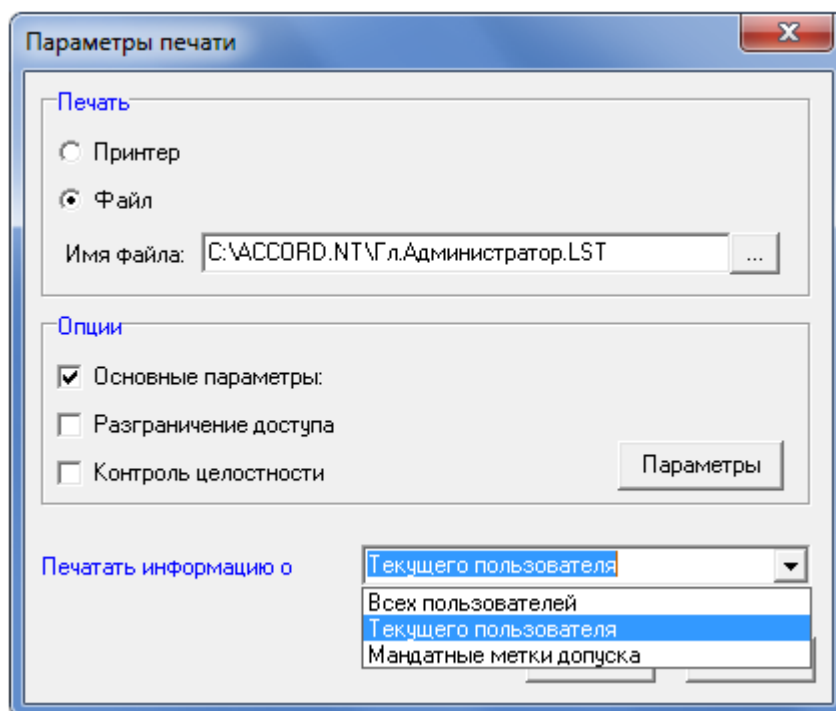 Параметры печати
Печать
Принтер
Файл
Имя файла: C:\ACCORD.NT\Гл.Администратор.LST ...
Опции
Основные параметры:
Разграничение доступа
Контроль целостности
Параметры
Печатать информацию о Текущего пользователя
Всех пользователей
Текущего пользователя
Мандатные метки допуска